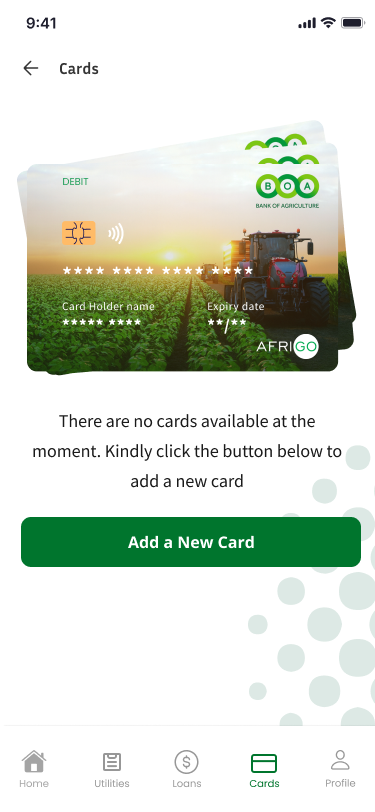 9:41
Cards
DEBIT
BOA
BANK OF AGRICULTURE
**** **** **** ****
Card Holder name
Expiry date
***** ****
**/**
AFRIGO
There are no cards available at the
moment. Kindly click the button below to
add a new card
Add a New Card
Home
Utilities
Loans
Cards
Profile